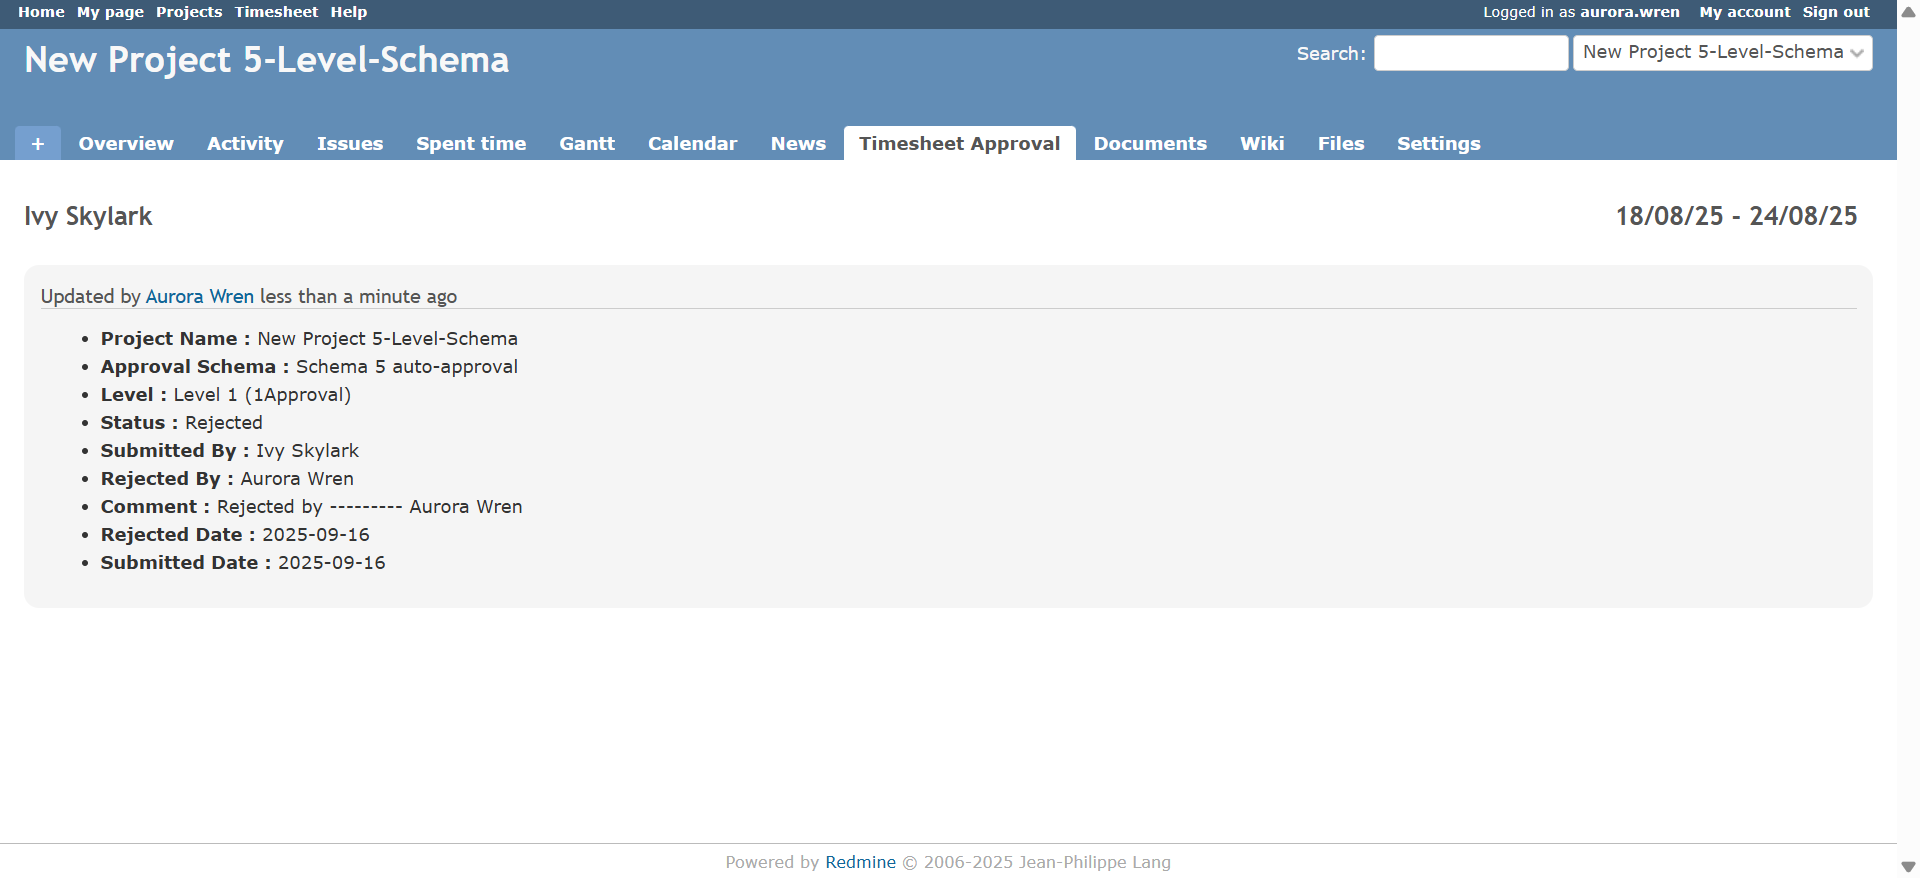 Home My page Projects Timesheet Help Logged in as aurora.wren My account Sign out
New Project 5-Level-Schema Search: New Project 5-Level-Schema
+ Overview Activity Issues Spent time Gantt Calendar News Timesheet Approval Documents Wiki Files Settings
Ivy Skylark 18/08/25 - 24/08/25
Updated by Aurora Wren less than a minute ago
• Project Name : New Project 5-Level-Schema
• Approval Schema : Schema 5 auto-approval
• Level : Level 1 (1Approval)
• Status : Rejected
• Submitted By : Ivy Skylark
• Rejected By : Aurora Wren
• Comment : Rejected by --------- Aurora Wren
• Rejected Date : 2025-09-16
• Submitted Date : 2025-09-16
Powered by Redmine © 2006-2025 Jean-Philippe Lang